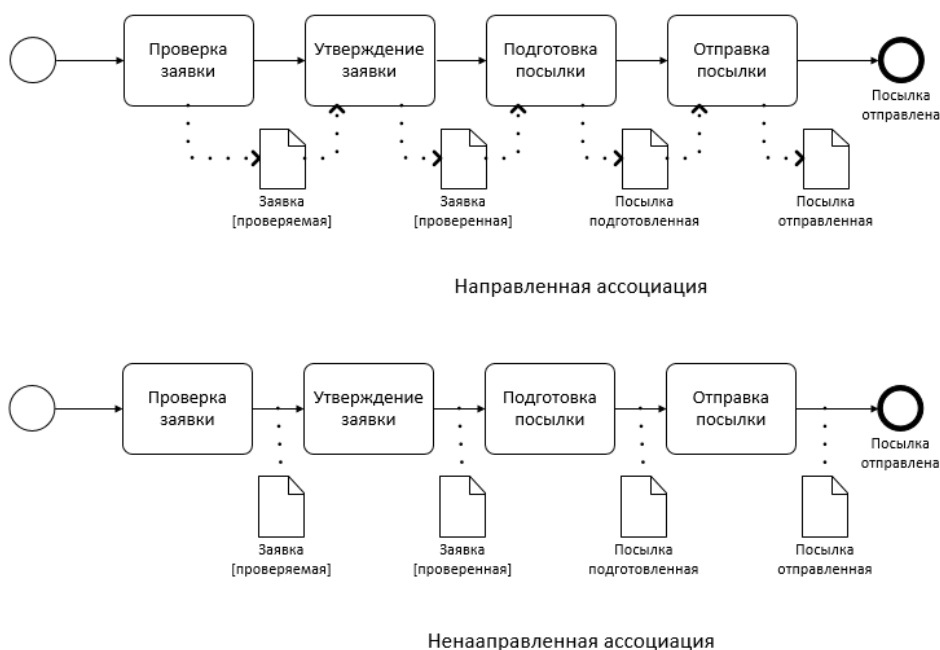 Проверка
заявки
Утверждение
заявки
Подготовка
посылки
Отправка
посылки
Посылка
отправлена
Заявка
[проверяемая]
Заявка
[проверенная]
Посылка
подготовленная
Посылка
отправленная
Направленная ассоциация
Проверка
заявки
Утверждение
заявки
Подготовка
посылки
Отправка
посылки
Посылка
отправлена
Заявка
[проверяемая]
Заявка
[проверенная]
Посылка
подготовленная
Посылка
отправленная
Ненааправленная ассоциация